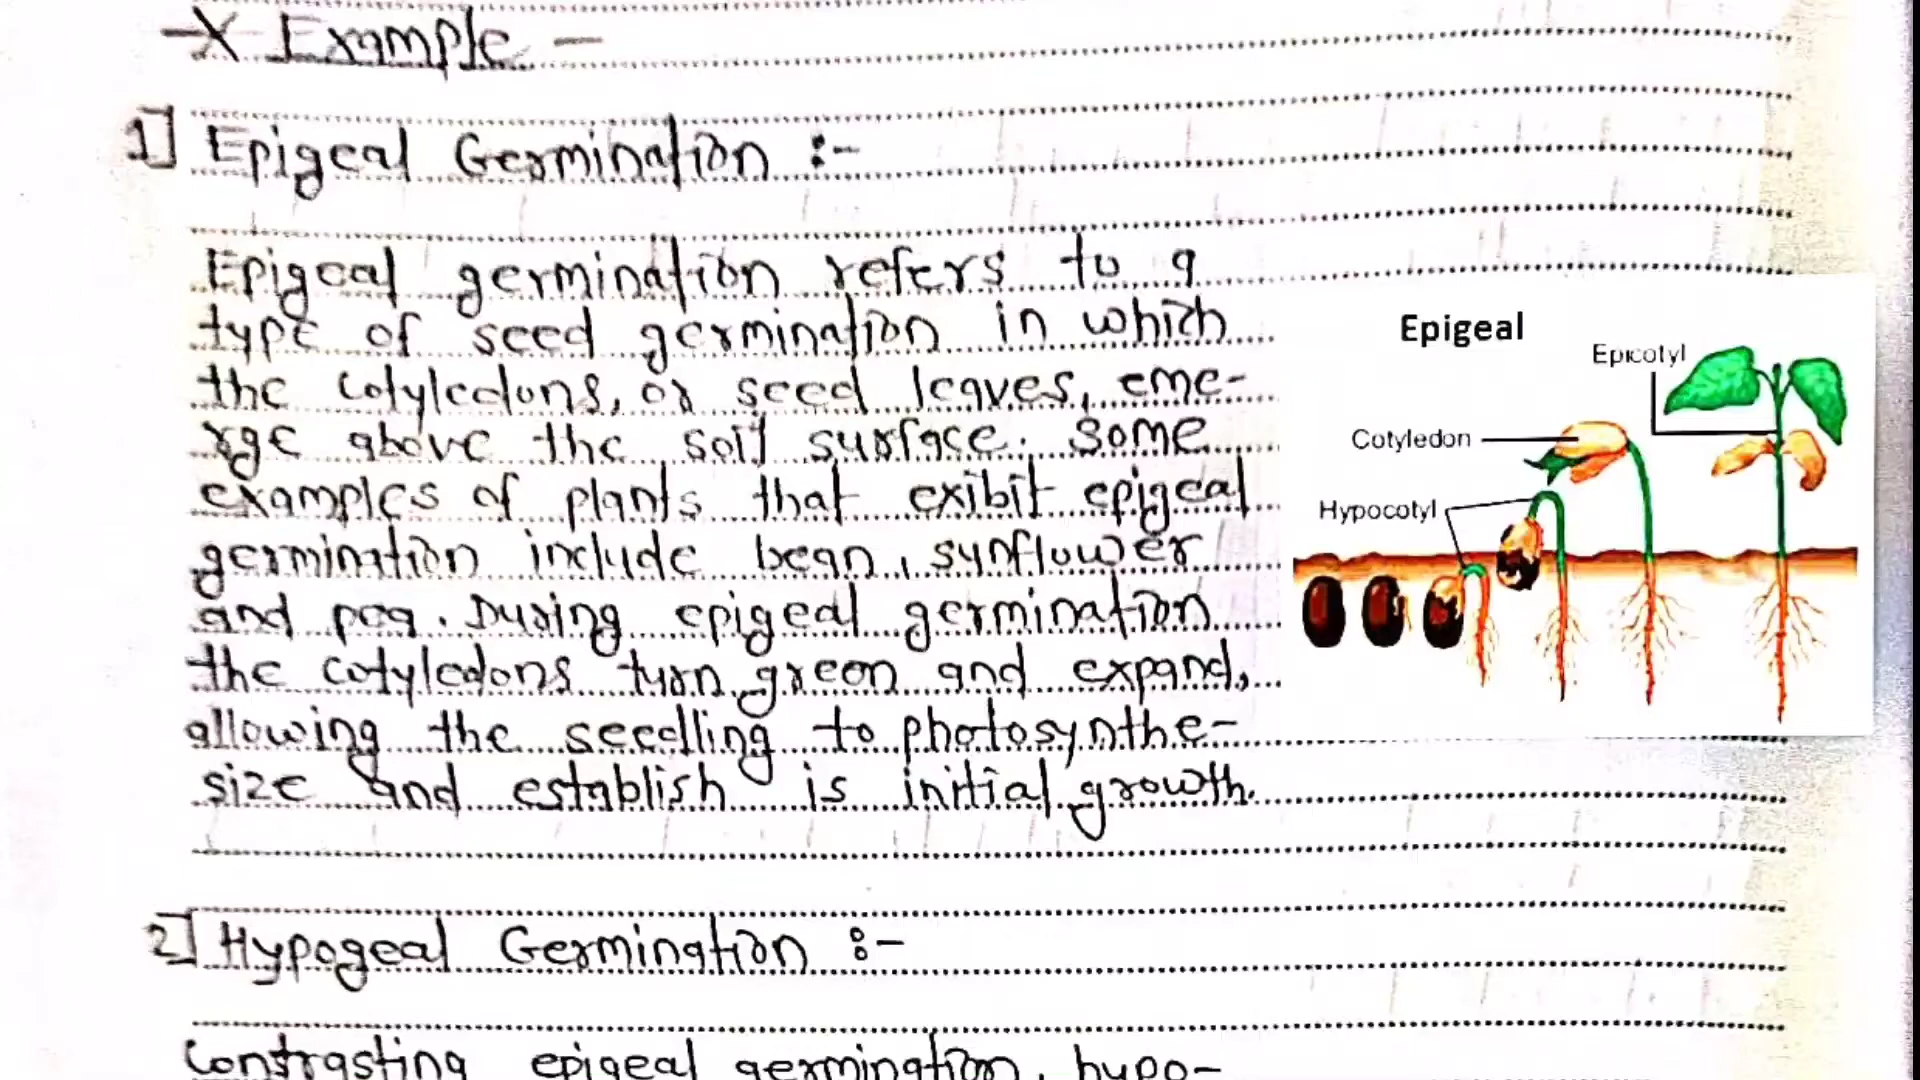 -X Example -
1] Epigeal Germination :-
Epigeal germination refers to a
type of seed germination in which
the cotyledons, or seed leaves, eme-
rge above the soil surface. Some
examples of plants that exibit epigeal
germination include bean, sunflower
and pea. During epigeal germination
the cotyledons turn green and expand,
allowing the seedling to photosynthe-
size and establish is initial growth.
Epigeal
Epicotyl
Cotyledon
Hypocotyl
2] Hypogeal Germination :-
Contrasting epigeal germination, hypo-